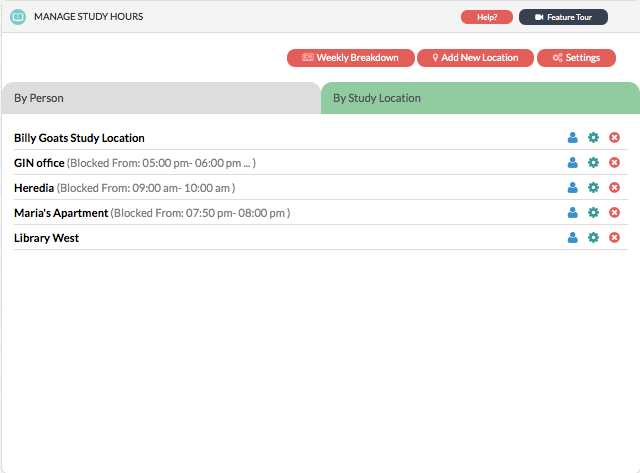 MANAGE STUDY HOURS
Help?
Feature Tour
Weekly Breakdown
Add New Location
Settings
By Person
By Study Location
Billy Goats Study Location
GIN office (Blocked From: 05:00 pm- 06:00 pm ... )
Heredia (Blocked From: 09:00 am- 10:00 am )
Maria's Apartment (Blocked From: 07:50 pm- 08:00 pm )
Library West